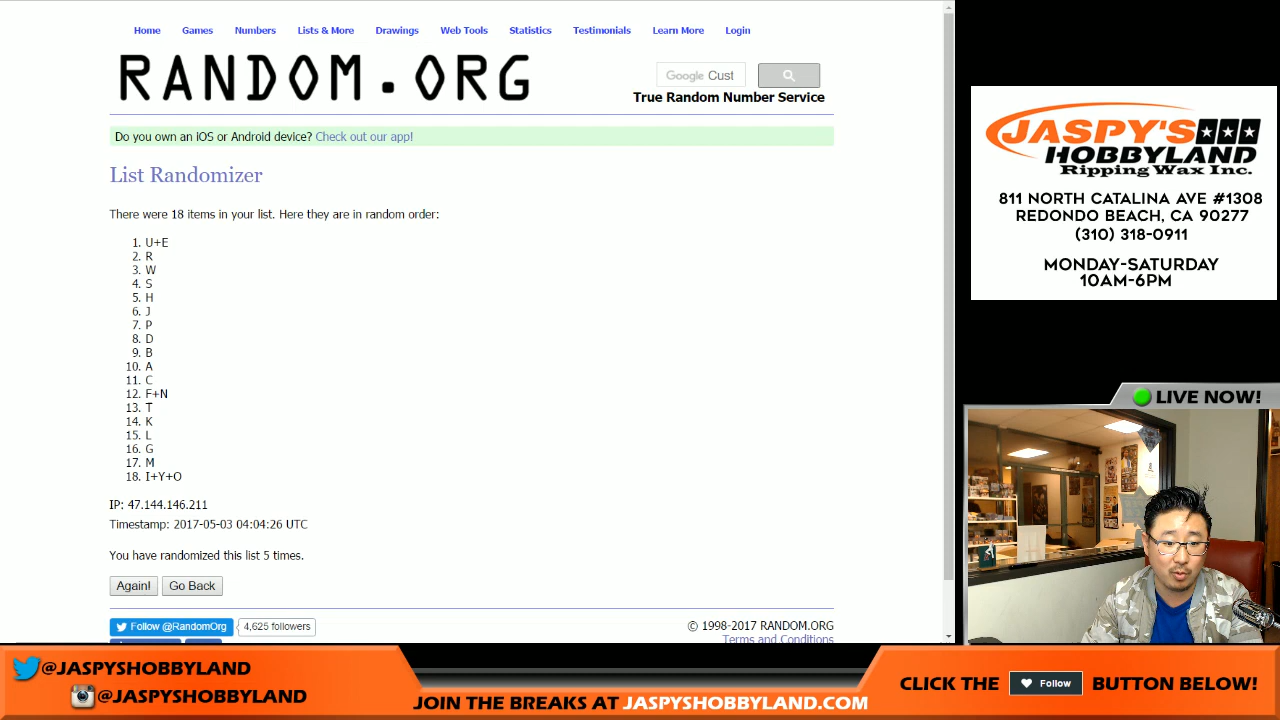 Home Games Numbers Lists & More Drawings Web Tools Statistics Testimonials Learn More Login
RANDOM.ORG
Google Cust
True Random Number Service
Do you own an iOS or Android device? Check out our app!
List Randomizer
There were 18 items in your list. Here they are in random order:
1. U+E
2. R
3. W
4. S
5. H
6. J
7. P
8. D
9. B
10. A
11. C
12. F+N
13. T
14. K
15. L
16. G
17. M
18. I+Y+O
IP: 47.144.146.211
Timestamp: 2017-05-03 04:04:26 UTC
You have randomized this list 5 times.
Again! Go Back
Follow @RandomOrg 4,625 followers
© 1998-2017 RANDOM.ORG
Terms and Conditions
JASPY'S
HOBBYLAND
Ripping Wax Inc.
811 NORTH CATALINA AVE #1308
REDONDO BEACH, CA 90277
(310) 318-0911
MONDAY-SATURDAY
10AM-6PM
LIVE NOW!
@JASPYSHOBBYLAND
@JASPYSHOBBYLAND
JOIN THE BREAKS AT JASPYSHOBBYLAND.COM
CLICK THE Follow BUTTON BELOW!